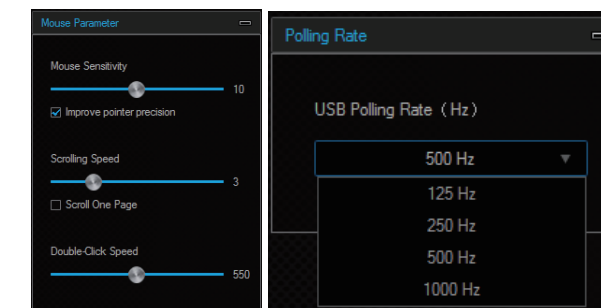 Mouse Parameter
Mouse Sensitivity
10
Improve pointer precision
Scrolling Speed
3
Scroll One Page
Double-Click Speed
550
Polling Rate
USB Polling Rate（Hz）
500 Hz
125 Hz
250 Hz
500 Hz
1000 Hz